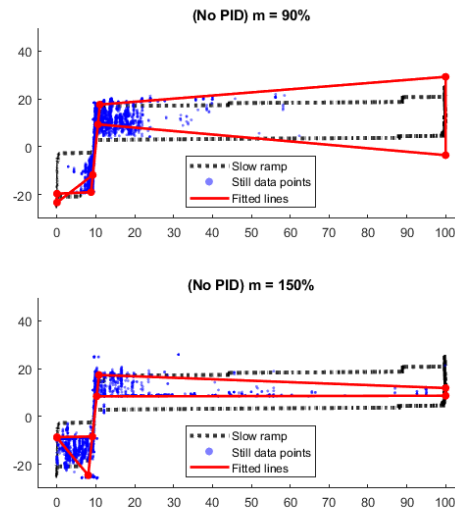 (No PID) m = 90%
40
20
0
-20
Slow ramp
Still data points
Fitted lines
0 10 20 30 40 50 60 70 80 90 100
(No PID) m = 150%
40
20
0
-20
Slow ramp
Still data points
Fitted lines
0 10 20 30 40 50 60 70 80 90 100